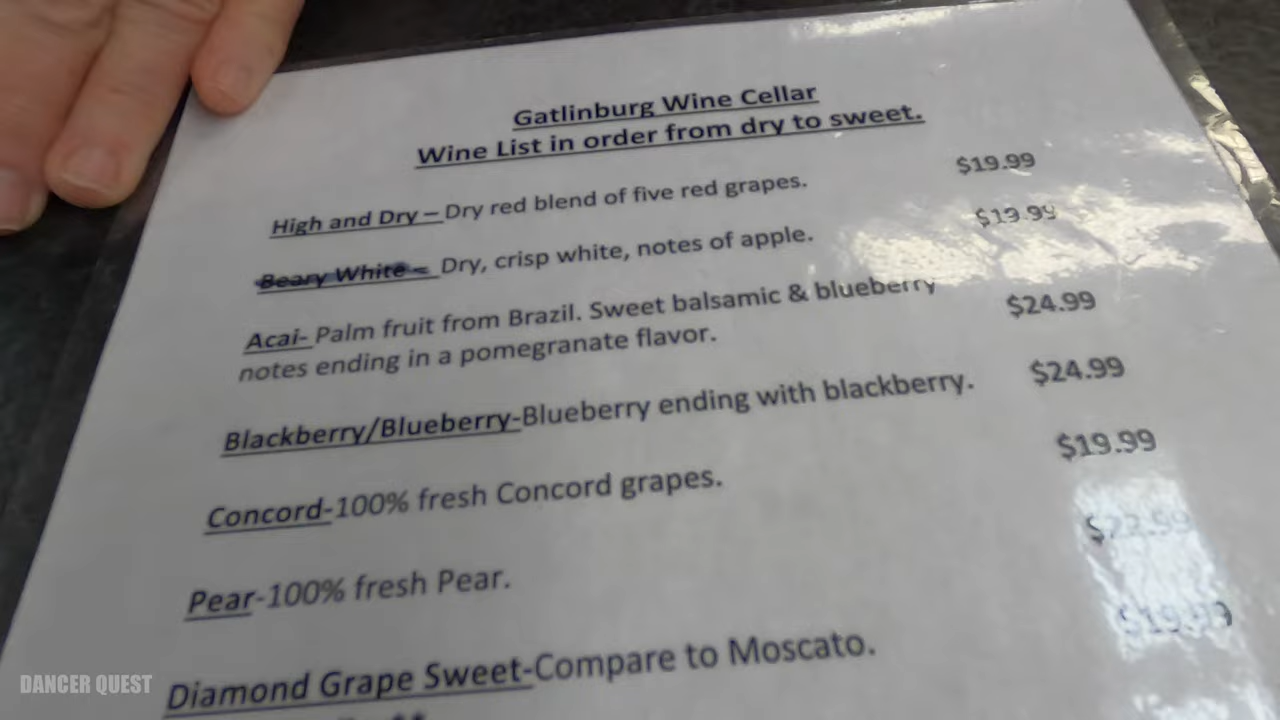 Gatlinburg Wine Cellar
Wine List in order from dry to sweet.
High and Dry – Dry red blend of five red grapes. $19.99
Beary White – Dry, crisp white, notes of apple. $19.99
Acai- Palm fruit from Brazil. Sweet balsamic & blueberry $24.99
notes ending in a pomegranate flavor.
Blackberry/Blueberry-Blueberry ending with blackberry. $24.99
Concord-100% fresh Concord grapes. $19.99
Pear-100% fresh Pear.
Diamond Grape Sweet-Compare to Moscato. $19.99
DANCER QUEST